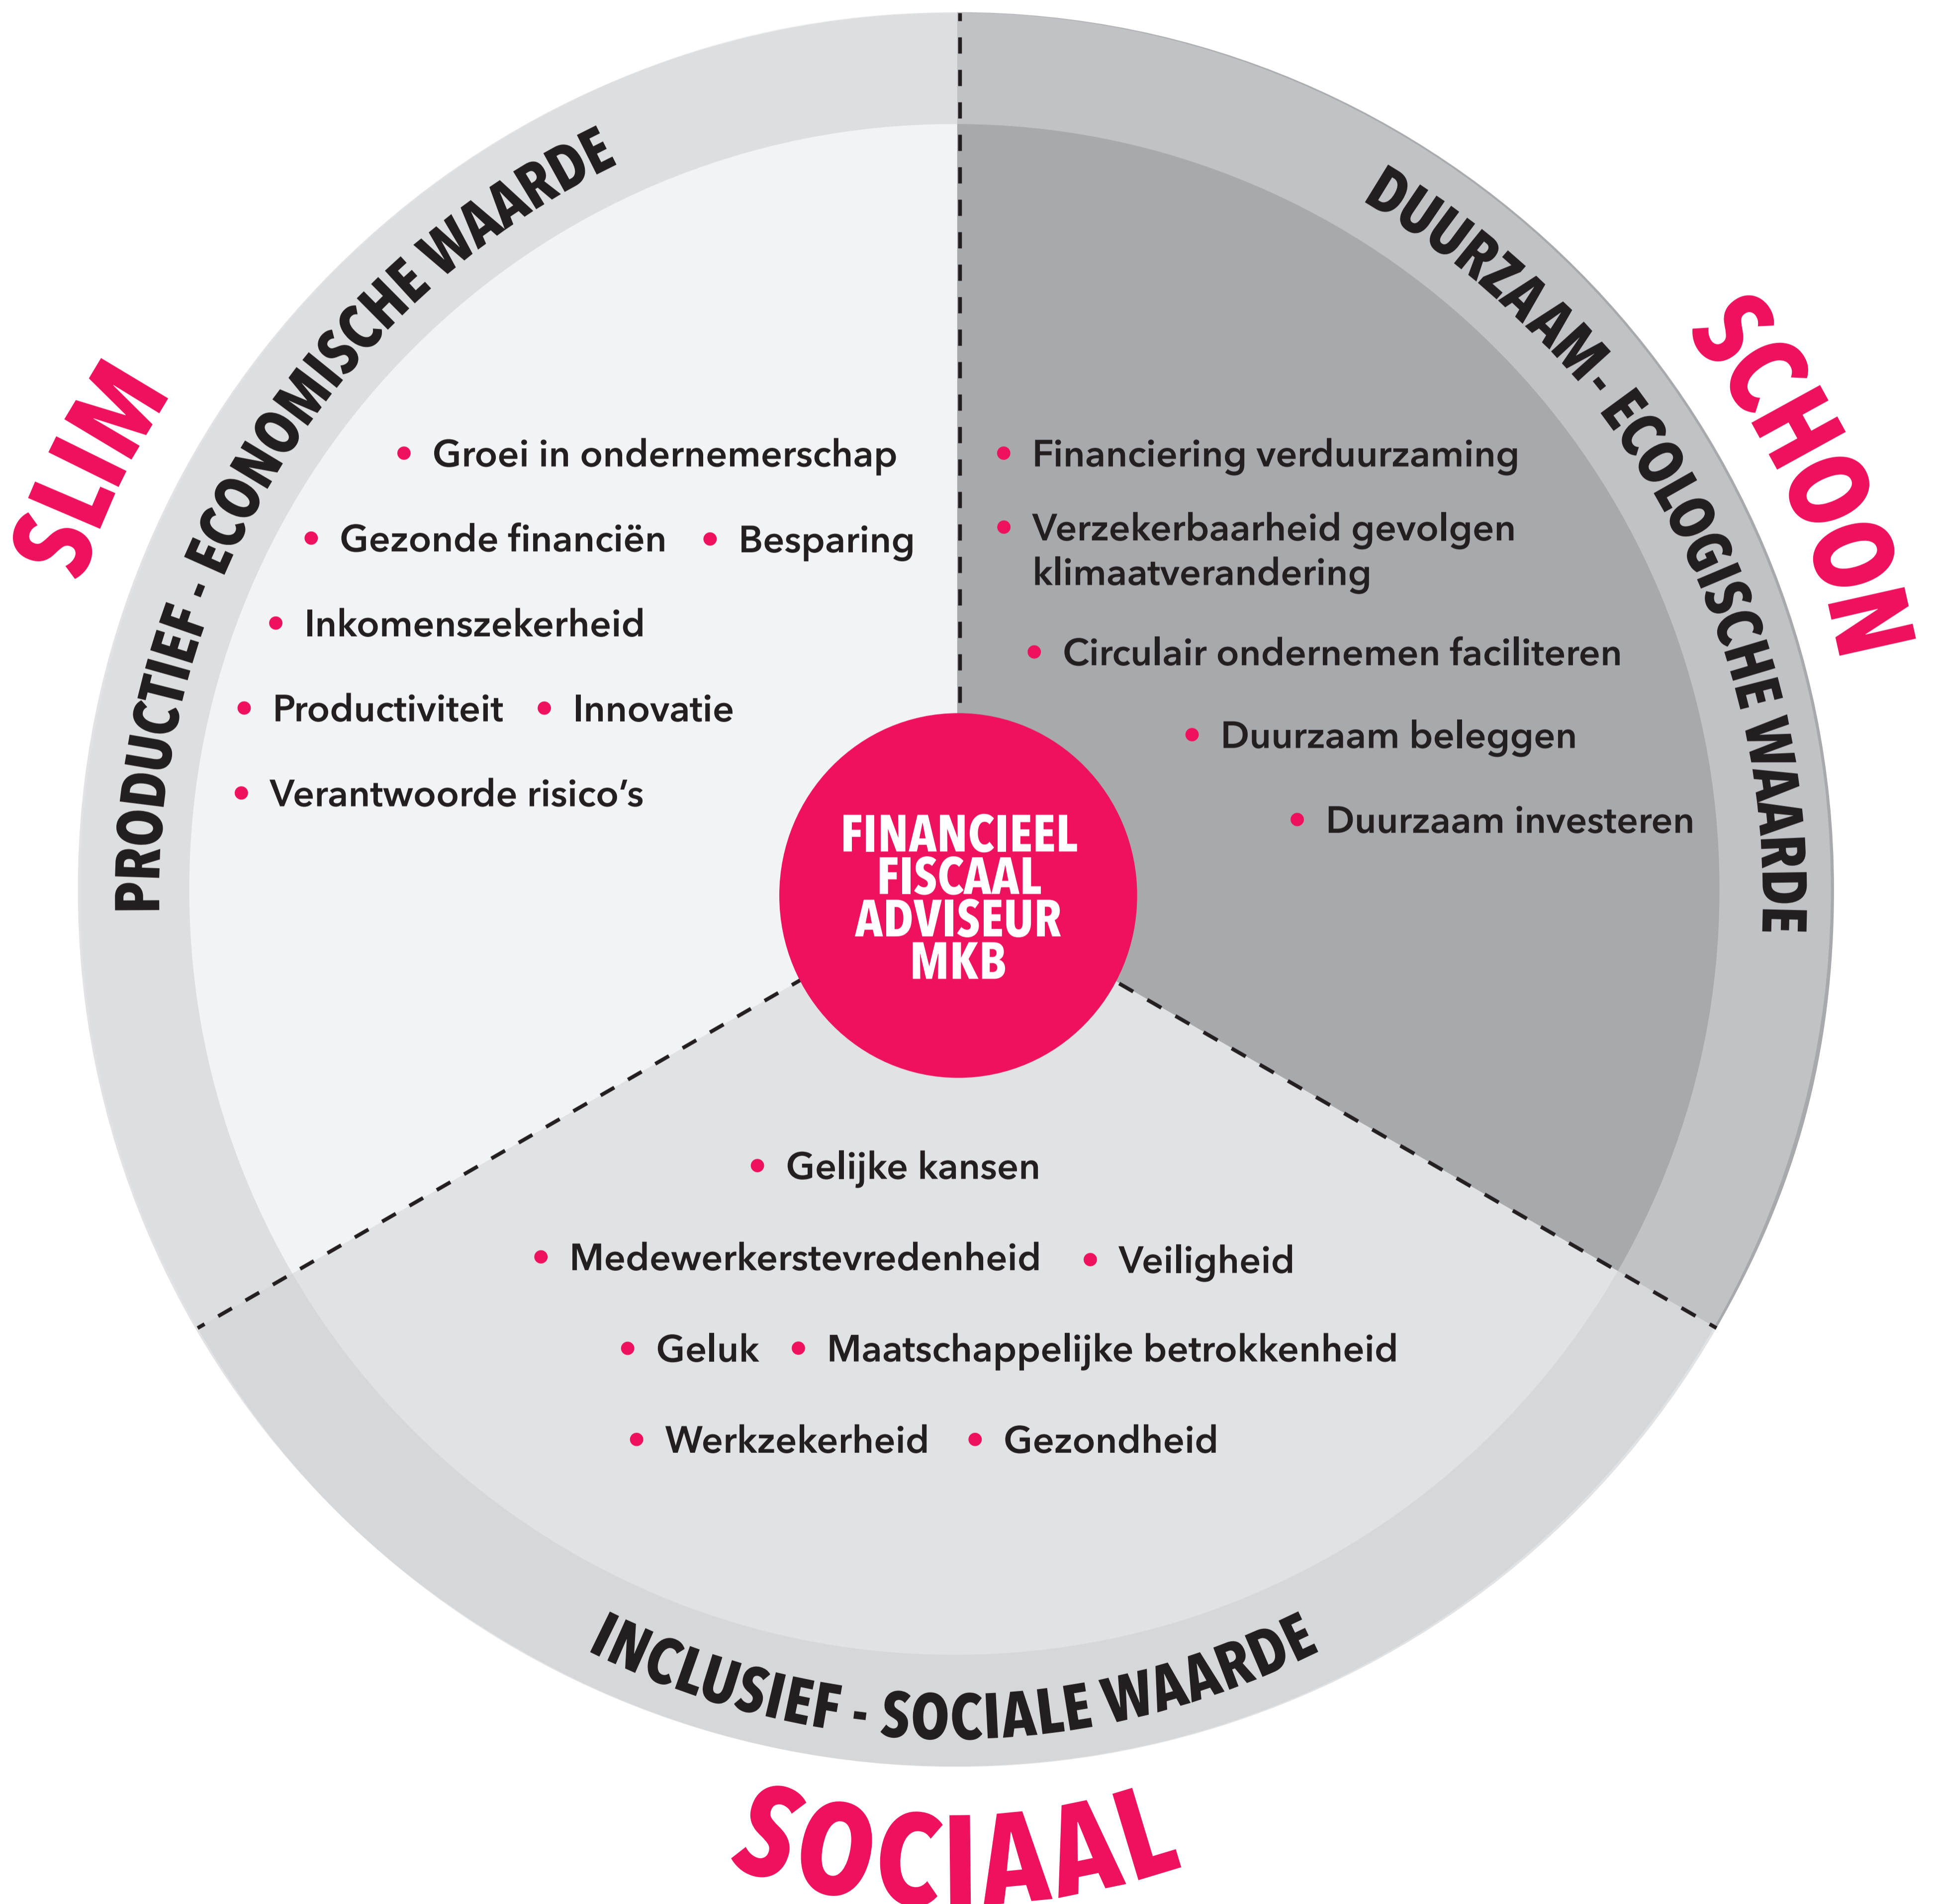 SLIM
PRODUCTIEF - ECONOMISCHE WAARDE
Groei in ondernemerschap
Gezonde financiën
Besparing
Inkomenszekerheid
Productiviteit
Innovatie
Verantwoorde risico's
SCHOON
DUURZAAM - ECOLOGISCHE WAARDE
Financiering verduurzaming
Verzekerbaarheid gevolgen
klimaatverandering
Circulair ondernemen faciliteren
Duurzaam beleggen
Duurzaam investeren
FINANCIEEL
FISCAAL
ADVISEUR
MKB
Gelijke kansen
Medewerkerstevredenheid
Veiligheid
Geluk
Maatschappelijke betrokkenheid
Werkzekerheid
Gezondheid
INCLUSIEF - SOCIALE WAARDE
SOCIAAL